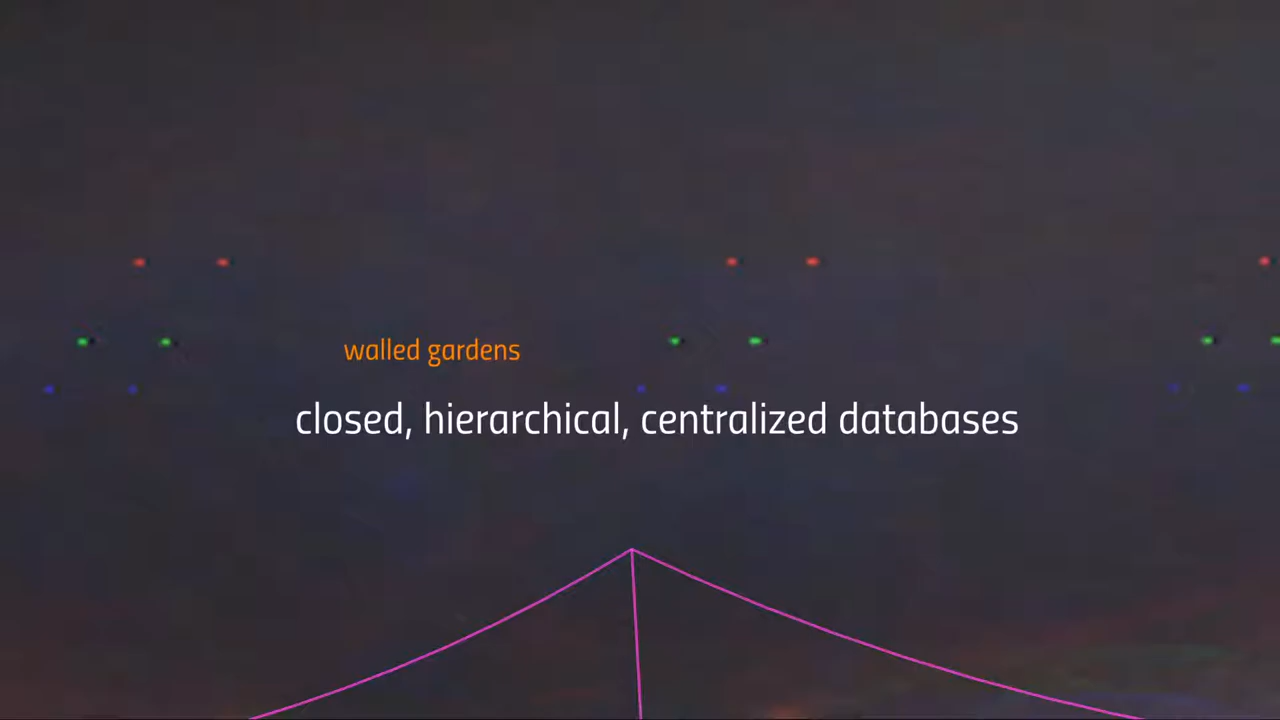 walled gardens
closed, hierarchical, centralized databases